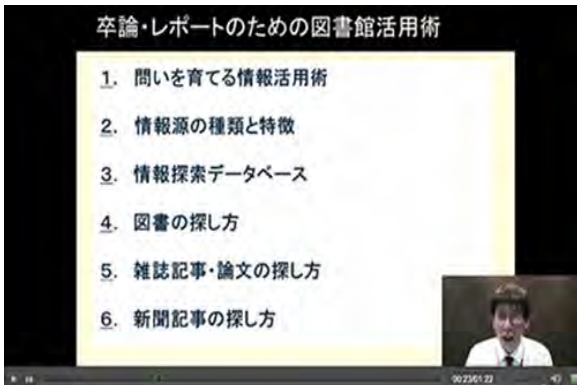 卒論・レポートのための図書館活用術
1. 問いを育てる情報活用術
2. 情報源の種類と特徴
3. 情報探索データベース
4. 図書の探し方
5. 雑誌記事・論文の探し方
6. 新聞記事の探し方
00:23/01:22